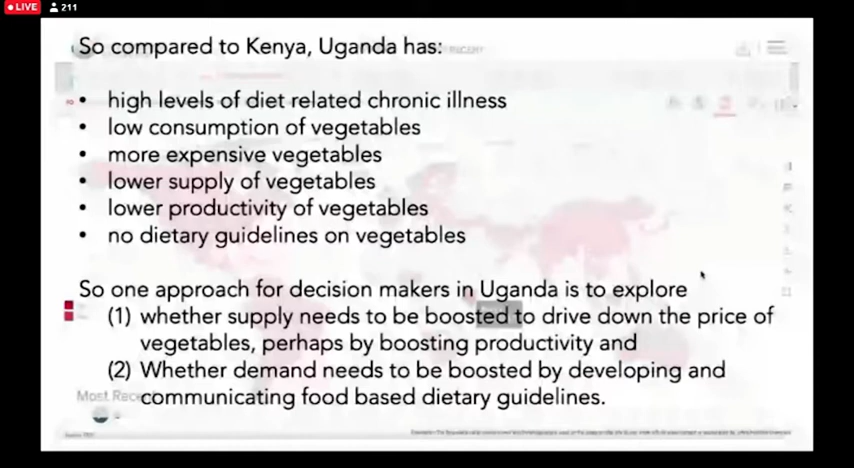 LIVE 211
So compared to Kenya, Uganda has:
• high levels of diet related chronic illness
• low consumption of vegetables
• more expensive vegetables
• lower supply of vegetables
• lower productivity of vegetables
• no dietary guidelines on vegetables
So one approach for decision makers in Uganda is to explore
(1) whether supply needs to be boosted to drive down the price of
vegetables, perhaps by boosting productivity and
(2) Whether demand needs to be boosted by developing and
Most Rece
communicating food based dietary guidelines.